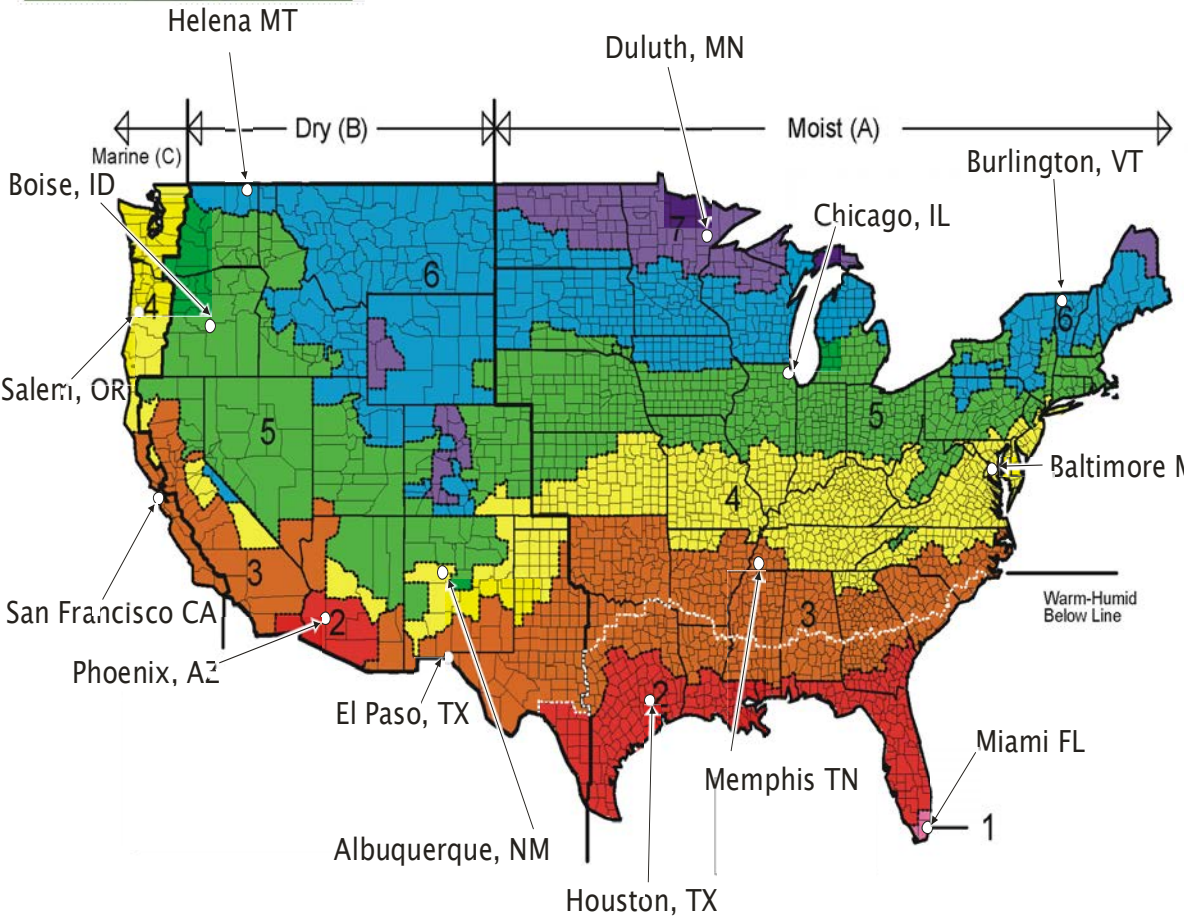 Helena MT
Duluth, MN
Dry (B)
Moist (A)
Marine (C)
Burlington, VT
Boise, ID
Chicago, IL
7
6
4
6
Salem, OR
5
5
Baltimore M
4
3
Warm-Humid
Below Line
San Francisco CA
2
3
Phoenix, AZ
El Paso, TX
2
Miami FL
Memphis TN
1
Albuquerque, NM
Houston, TX